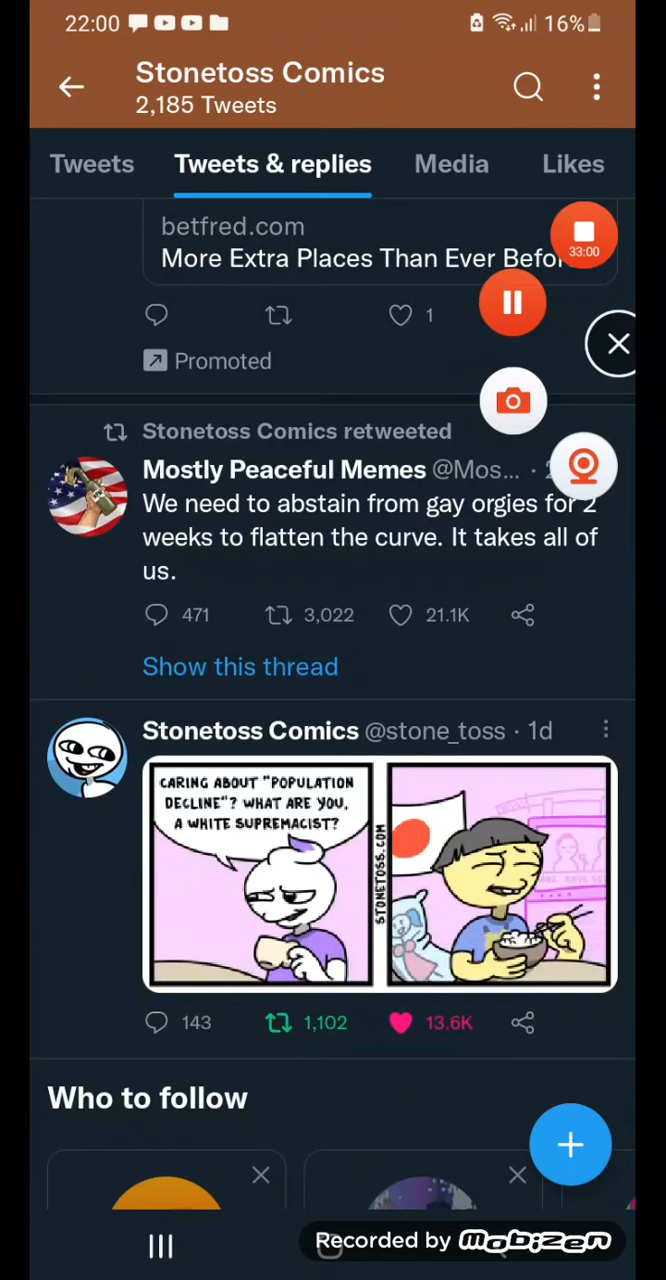 22:00
16%
Stonetoss Comics
2,185 Tweets
Tweets
Tweets & replies
Media
Likes
betfred.com
More Extra Places Than Ever Befor
33:00
1
Promoted
Stonetoss Comics retweeted
Mostly Peaceful Memes @Mos... ·
We need to abstain from gay orgies for 2
weeks to flatten the curve. It takes all of
us.
471
3,022
21.1K
Show this thread
Stonetoss Comics @stone_toss · 1d
CARING ABOUT "POPULATION
DECLINE"? WHAT ARE YOU,
A WHITE SUPREMACIST?
STONETOSS.COM
143
1,102
13.6K
Who to follow
Recorded by mobizen